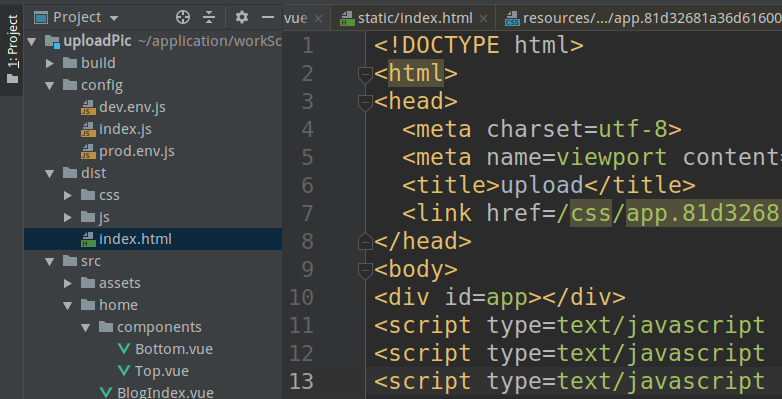 1: Project
Project
uploadPic ~/application/workSc
build
config
dev.env.js
index.js
prod.env.js
dist
css
js
index.html
src
assets
home
components
Bottom.vue
Top.vue
BlogIndex.vue
vue
static/index.html
resources/.../app.81d32681a36d61600
1 <!DOCTYPE html>
2 <html>
3 <head>
4 <meta charset=utf-8>
5 <meta name=viewport content=
6 <title>upload</title>
7 <link href=/css/app.81d3268
8 </head>
9 <body>
10 <div id=app></div>
11 <script type=text/javascript
12 <script type=text/javascript
13 <script type=text/javascript